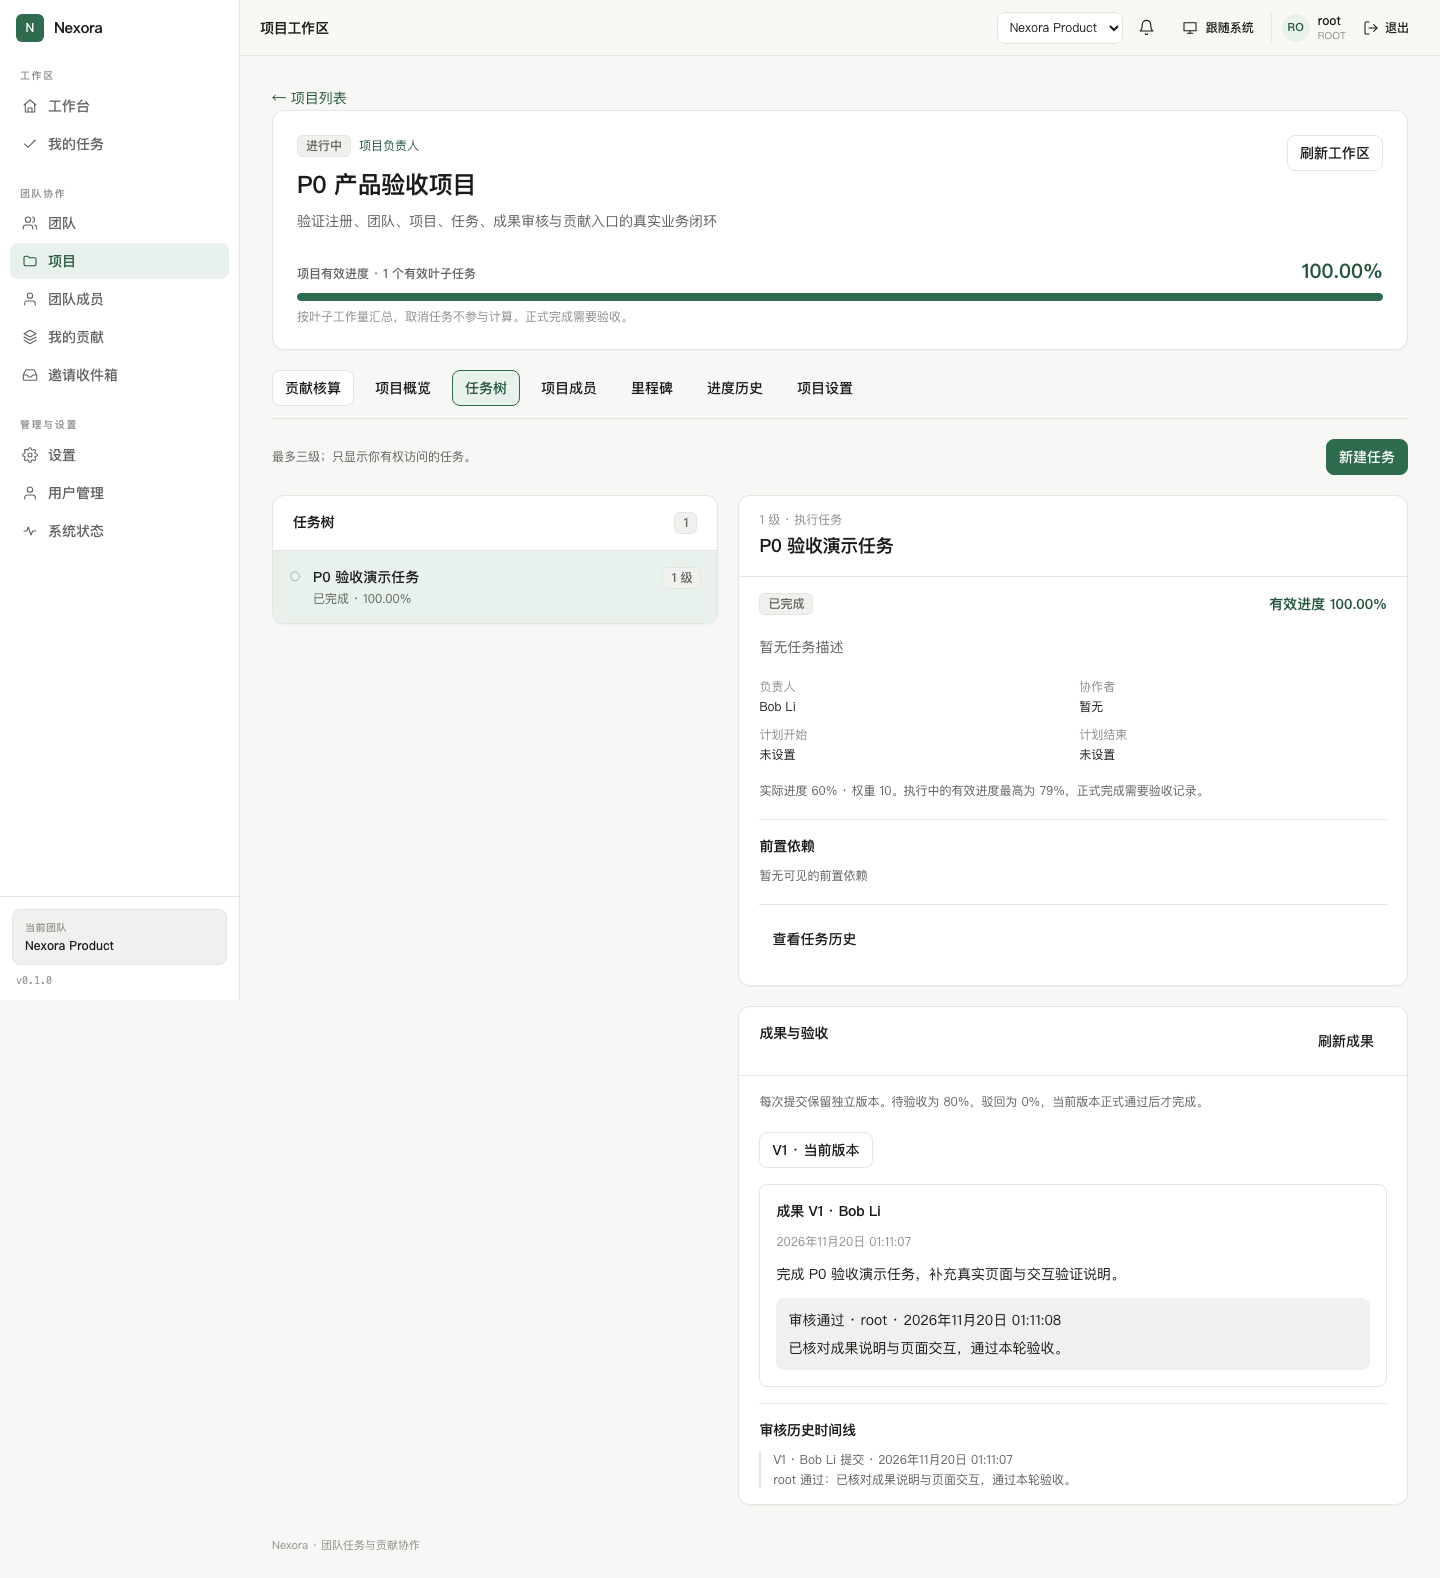 N Nexora
工作区
工作台
我的任务
团队协作
团队
项目
团队成员
我的贡献
邀请收件箱
管理与设置
设置
用户管理
系统状态
当前团队
Nexora Product
v0.1.0
项目工作区
Nexora Product
跟随系统
RO
root
ROOT
退出
← 项目列表
进行中 项目负责人
刷新工作区
P0 产品验收项目
验证注册、团队、项目、任务、成果审核与贡献入口的真实业务闭环
项目有效进度 · 1 个有效叶子任务
100.00%
按叶子工作量汇总，取消任务不参与计算。正式完成需要验收。
贡献核算 项目概览 任务树 项目成员 里程碑 进度历史 项目设置
最多三级；只显示你有权访问的任务。
新建任务
任务树
1
P0 验收演示任务
1 级
已完成 · 100.00%
1 级 · 执行任务
P0 验收演示任务
已完成
有效进度 100.00%
暂无任务描述
负责人
Bob Li
协作者
暂无
计划开始
未设置
计划结束
未设置
实际进度 60% · 权重 10。执行中的有效进度最高为 79%，正式完成需要验收记录。
前置依赖
暂无可见的前置依赖
查看任务历史
成果与验收
刷新成果
每次提交保留独立版本。待验收为 80%，驳回为 0%，当前版本正式通过后才完成。
V1 · 当前版本
成果 V1 · Bob Li
2026年11月20日 01:11:07
完成 P0 验收演示任务，补充真实页面与交互验证说明。
审核通过 · root · 2026年11月20日 01:11:08
已核对成果说明与页面交互，通过本轮验收。
审核历史时间线
V1 · Bob Li 提交 · 2026年11月20日 01:11:07
root 通过：已核对成果说明与页面交互，通过本轮验收。
Nexora · 团队任务与贡献协作